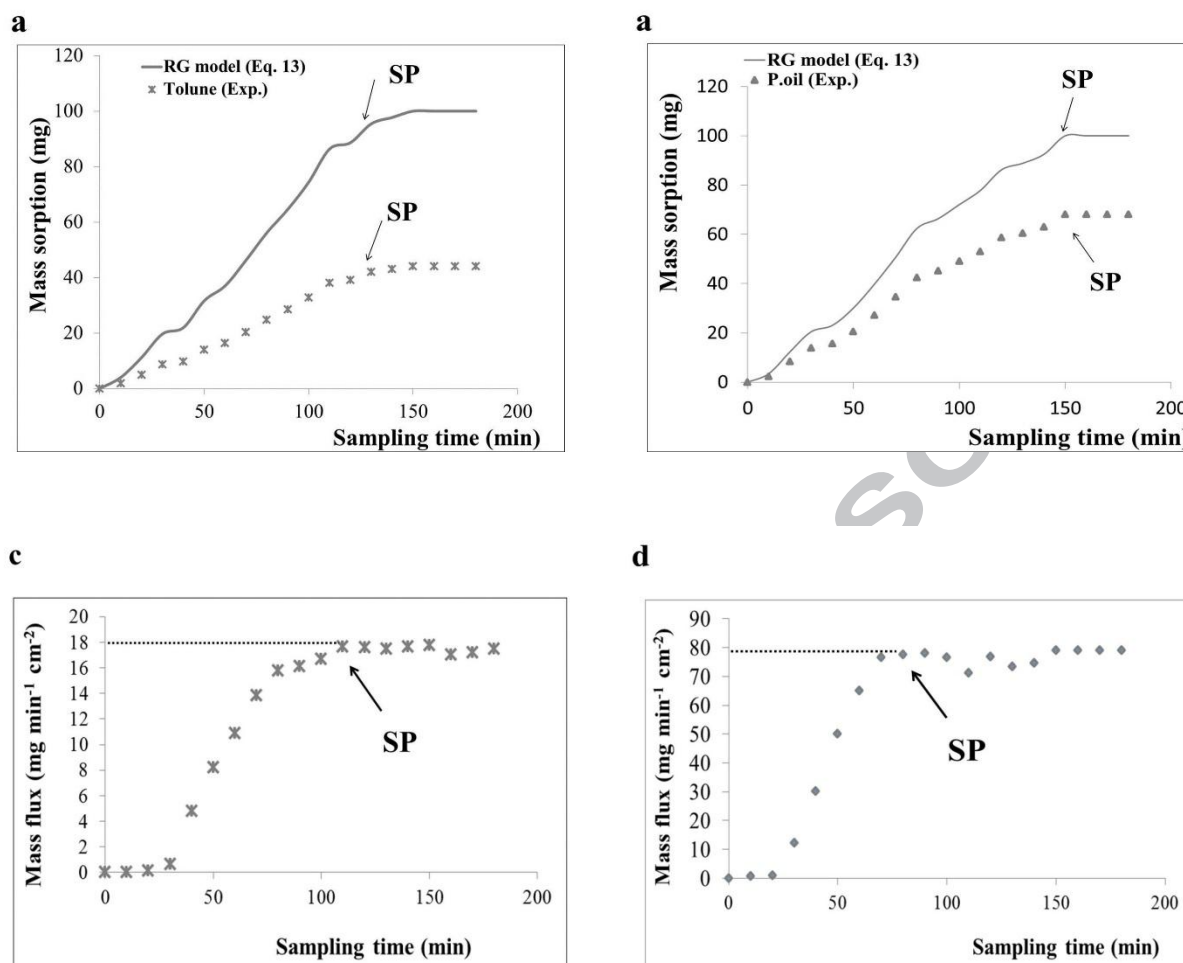 a
120
100
80
60
40
20
0
Mass sorption (mg)
RG model (Eq. 13)
Tolune (Exp.)
SP
SP
0 50 100 150 200
Sampling time (min)
a
120
100
80
60
40
20
0
Mass sorption (mg)
RG model (Eq. 13)
P.oil (Exp.)
SP
SP
0 50 100 150 200
Sampling time (min)
c
20
18
16
14
12
10
8
6
4
2
0
Mass flux (mg min⁻¹ cm⁻²)
SP
0 50 100 150 200
Sampling time (min)
d
90
80
70
60
50
40
30
20
10
0
Mass flux (mg min⁻¹ cm⁻²)
SP
0 50 100 150 200
Sampling time (min)